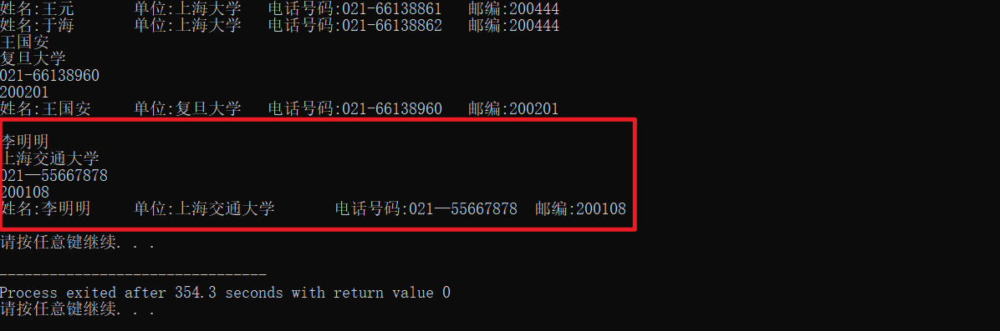 姓名:王元 单位:上海大学 电话号码:021-66138861 邮编:200444
姓名:于海 单位:上海大学 电话号码:021-66138862 邮编:200444
王国安
复旦大学
021-66138960
200201
姓名:王国安 单位:复旦大学 电话号码:021-66138960 邮编:200201
李明明
上海交通大学
021—55667878
200108
姓名:李明明 单位:上海交通大学 电话号码:021—55667878 邮编:200108
请按任意键继续. . .
--------------------------------
Process exited after 354.3 seconds with return value 0
请按任意键继续. . .